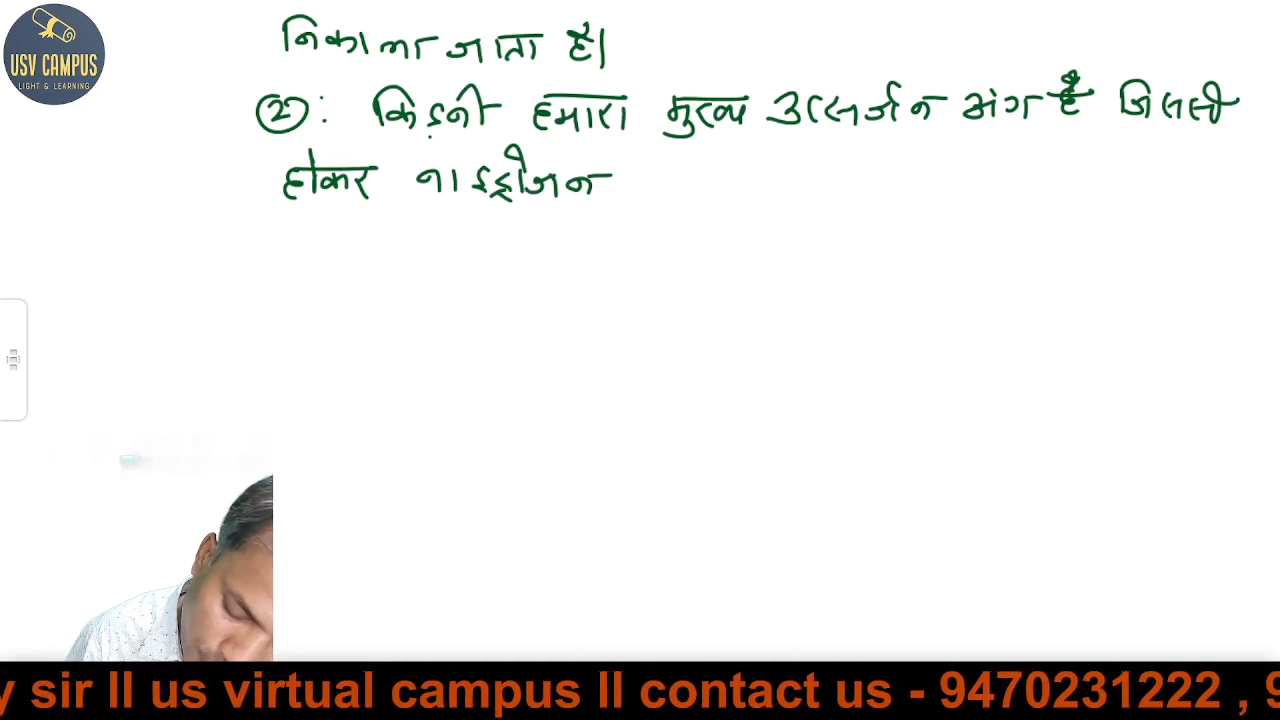 USV CAMPUS
LIGHT & LEARNING
निकाला जाता है।
②: किडनी हमारा मुख्य उत्सर्जन अंग है जिससे
होकर नाइट्रोजन
y sir ll us virtual campus ll contact us - 9470231222 , 9